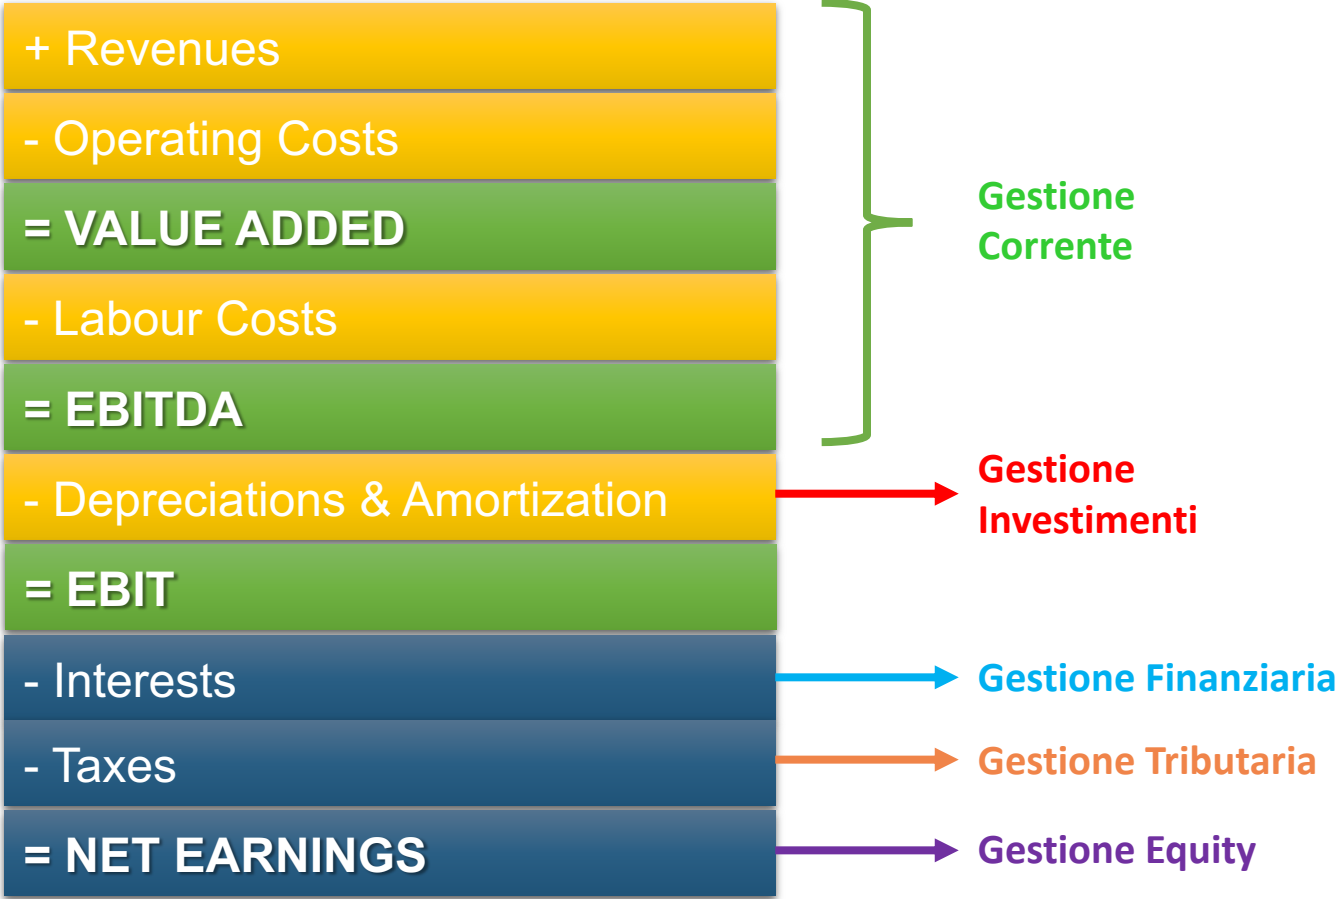 + Revenues
- Operating Costs
= VALUE ADDED
- Labour Costs
= EBITDA
- Depreciations & Amortization
= EBIT
- Interests
- Taxes
= NET EARNINGS
Gestione
Corrente
Gestione
Investimenti
Gestione Finanziaria
Gestione Tributaria
Gestione Equity